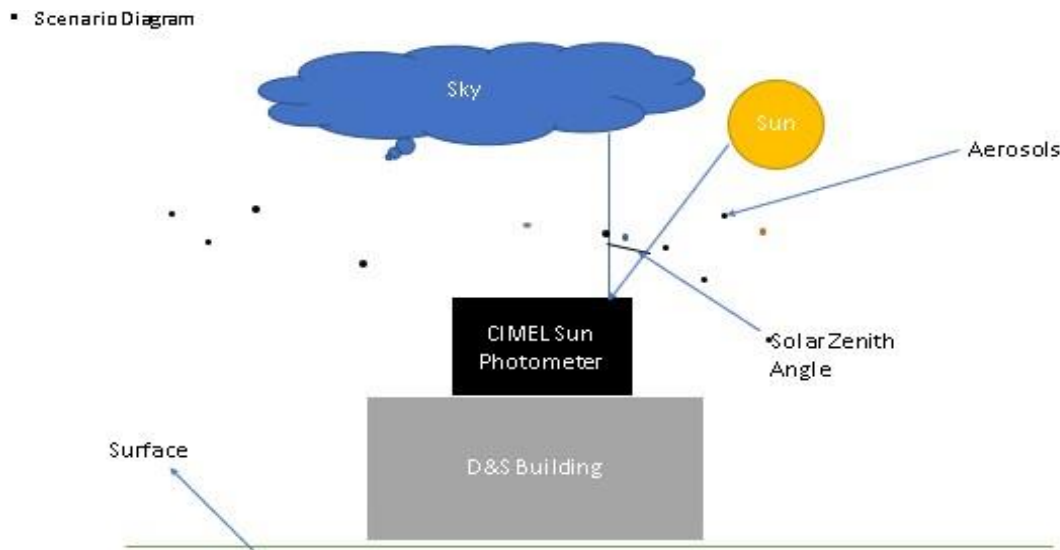 Scenario Diagram
Sky
Sun
Aerosols
CIMEL Sun
Photometer
Solar Zenith
Angle
Surface
D&S Building